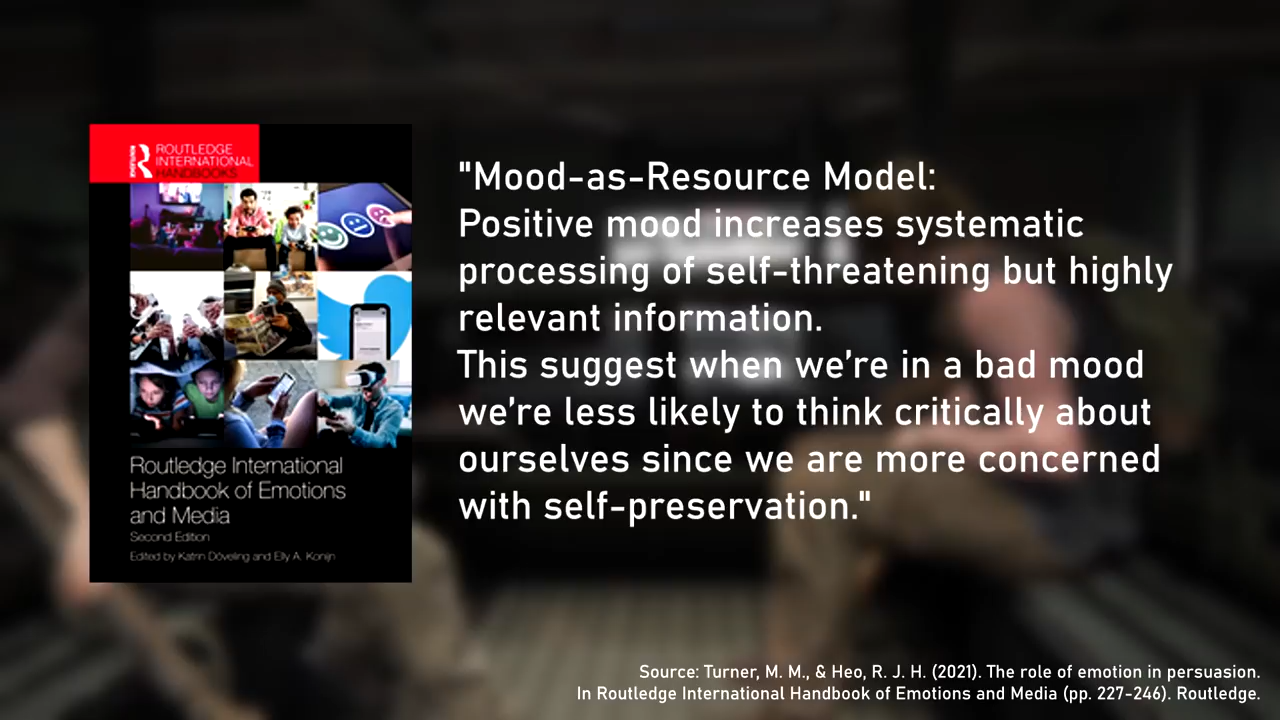 ROUTLEDGE
INTERNATIONAL
HANDBOOKS
Routledge International
Handbook of Emotions
and Media
Second Edition
Edited by Katrin Döveling and Elly A. Konijn
"Mood-as-Resource Model:
Positive mood increases systematic
processing of self-threatening but highly
relevant information.
This suggest when we’re in a bad mood
we’re less likely to think critically about
ourselves since we are more concerned
with self-preservation."
Source: Turner, M. M., & Heo, R. J. H. (2021). The role of emotion in persuasion.
In Routledge International Handbook of Emotions and Media (pp. 227-246). Routledge.